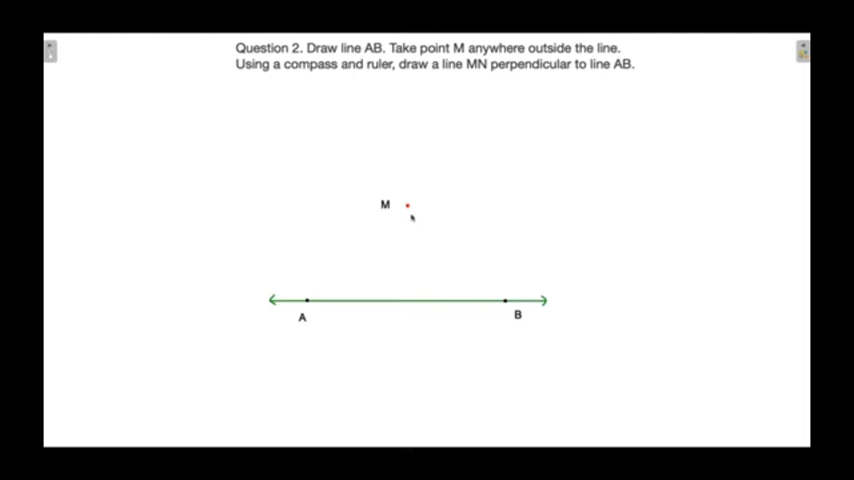 Question 2. Draw line AB. Take point M anywhere outside the line.
Using a compass and ruler, draw a line MN perpendicular to line AB.
M
A
B